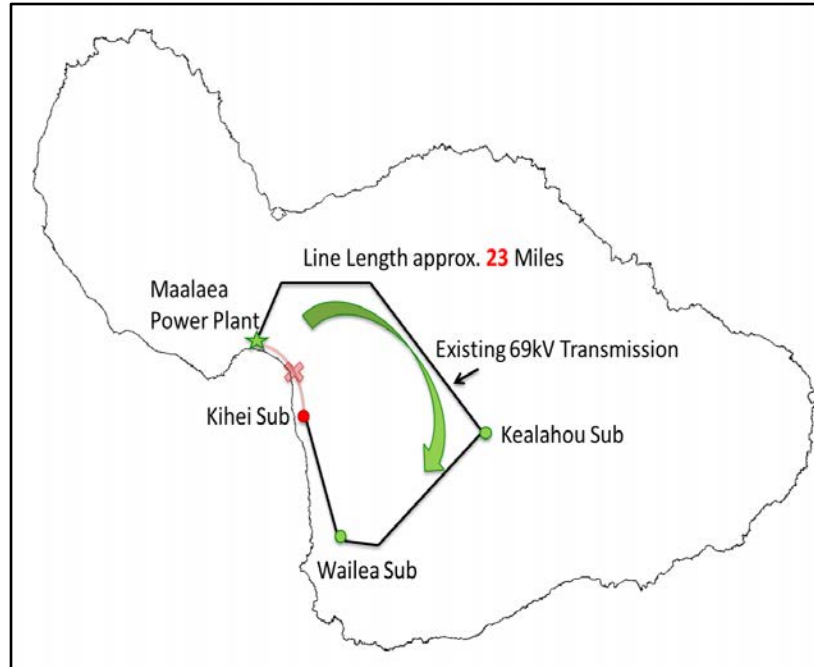 Line Length approx. 23 Miles
Maalaea
Power Plant
Existing 69kV Transmission
Kihei Sub
Kealahou Sub
Wailea Sub